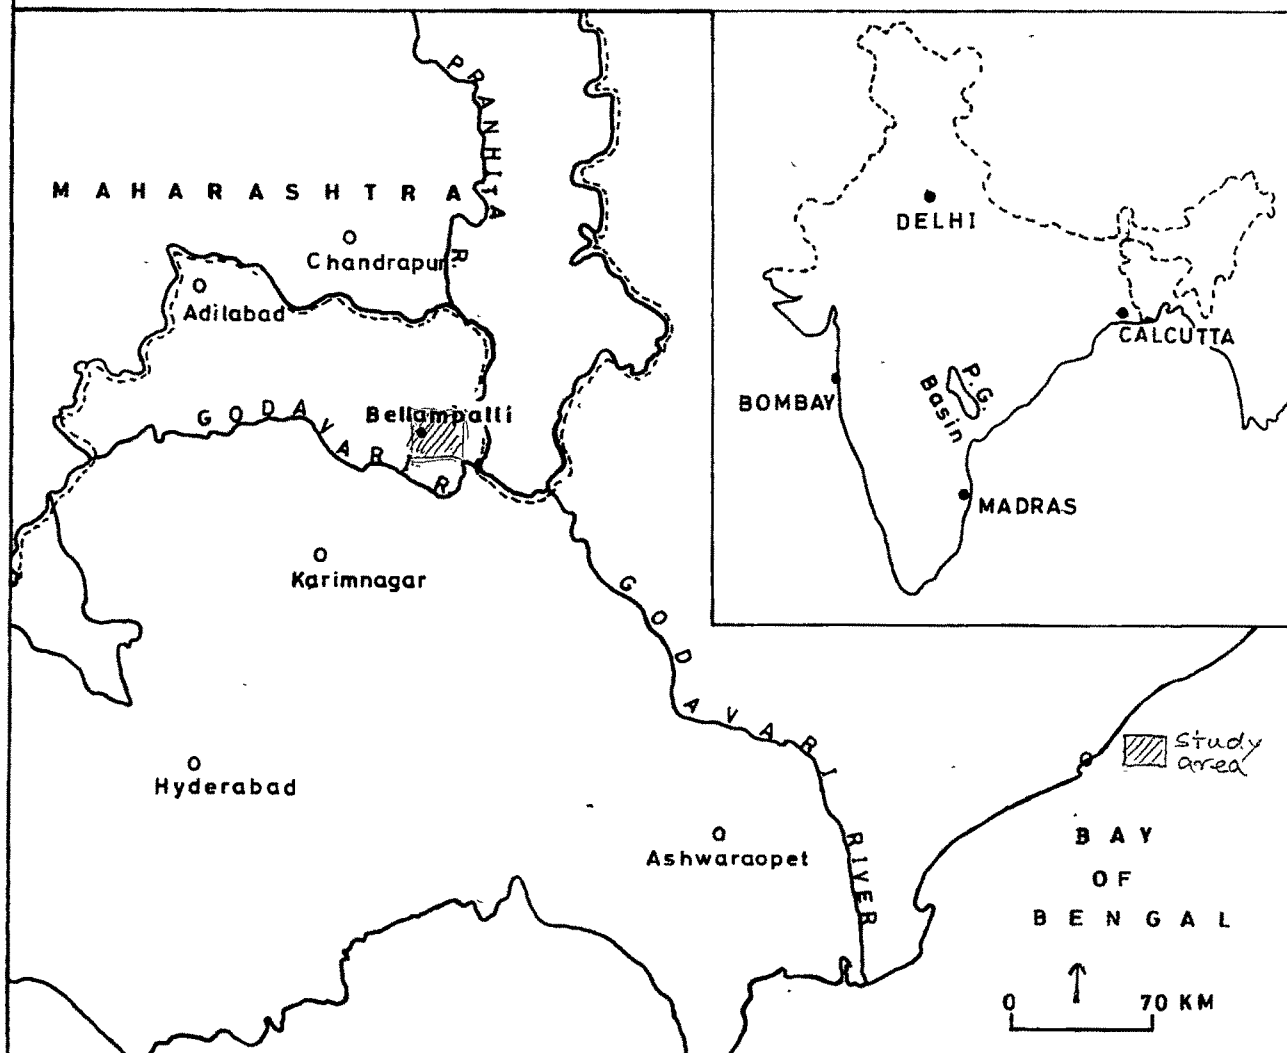 PRANHITA R.
MAHARASHTRA
Chandrapur
Adilabad
GODAVARI R
Bellampalli
Karimnagar
Hyderabad
GODAVARI RIVER
Ashwaraopet
DELHI
CALCUTTA
BOMBAY
P.G.
Basin
MADRAS
study
area
BAY
OF
BENGAL
0 70 KM